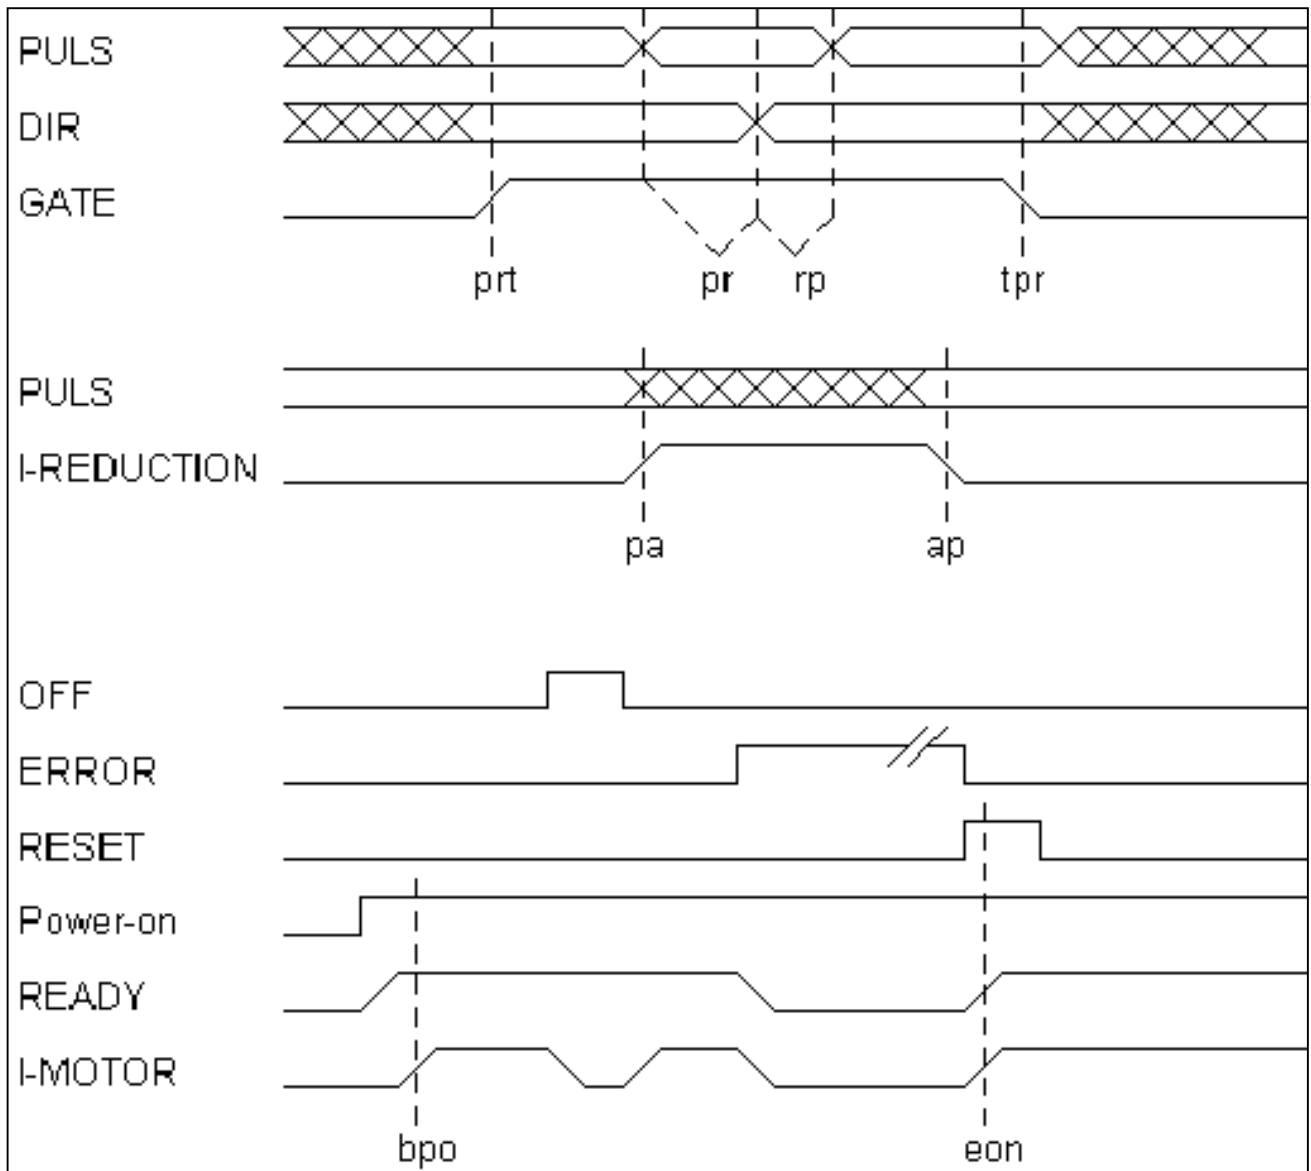 PULS
DIR
GATE
prt pr rp tpr
PULS
I-REDUCTION
pa ap
OFF
ERROR
RESET
Power-on
READY
I-MOTOR
bpo eon